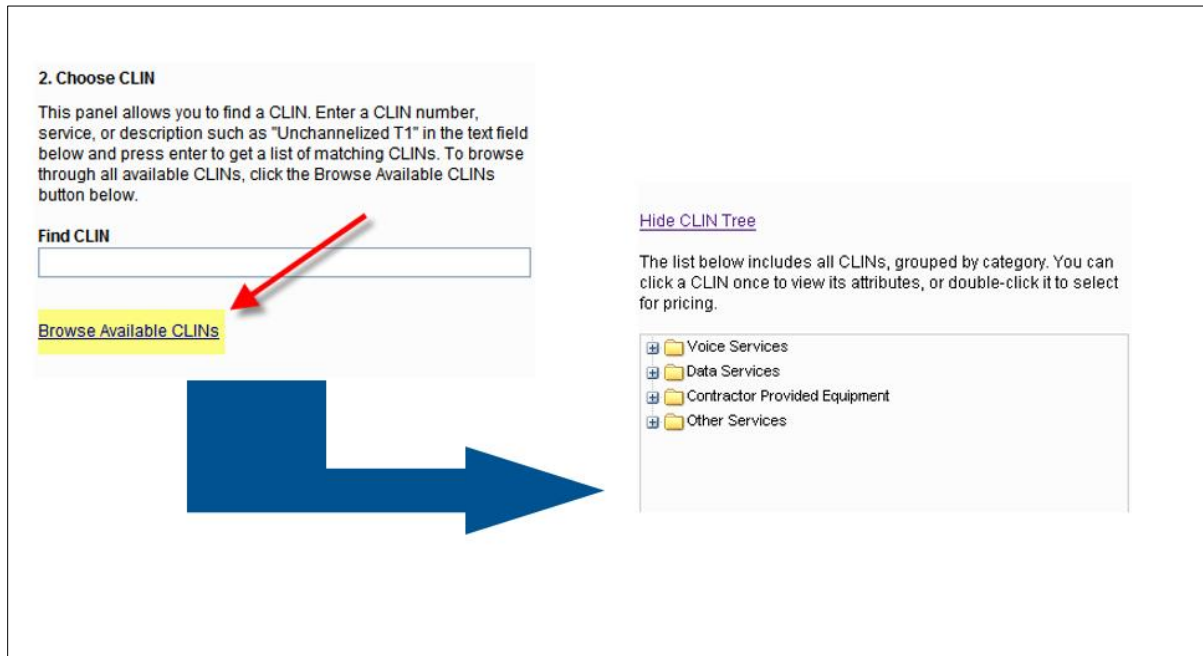 2. Choose CLIN
This panel allows you to find a CLIN. Enter a CLIN number,
service, or description such as "Unchannelized T1" in the text field
below and press enter to get a list of matching CLINs. To browse
through all available CLINs, click the Browse Available CLINs
button below.
Find CLIN
Browse Available CLINs
Hide CLIN Tree
The list below includes all CLINs, grouped by category. You can
click a CLIN once to view its attributes, or double-click it to select
for pricing.
Voice Services
Data Services
Contractor Provided Equipment
Other Services